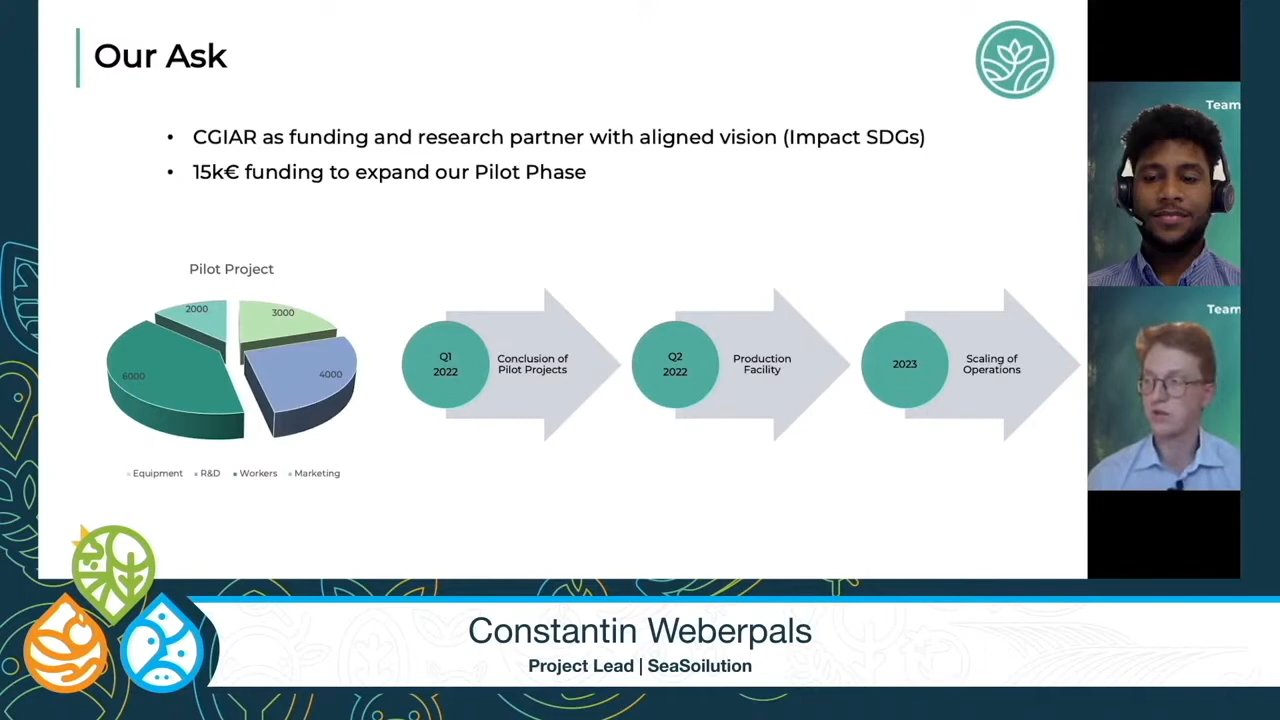 Our Ask
• CGIAR as funding and research partner with aligned vision (Impact SDGs)
• 15k€ funding to expand our Pilot Phase
Pilot Project
2000
3000
6000
4000
Equipment R&D Workers Marketing
Q1
2022
Conclusion of
Pilot Projects
Q2
2022
Production
Facility
2023
Scaling of
Operations
Team
Team
Constantin Weberpals
Project Lead | SeaSoilution